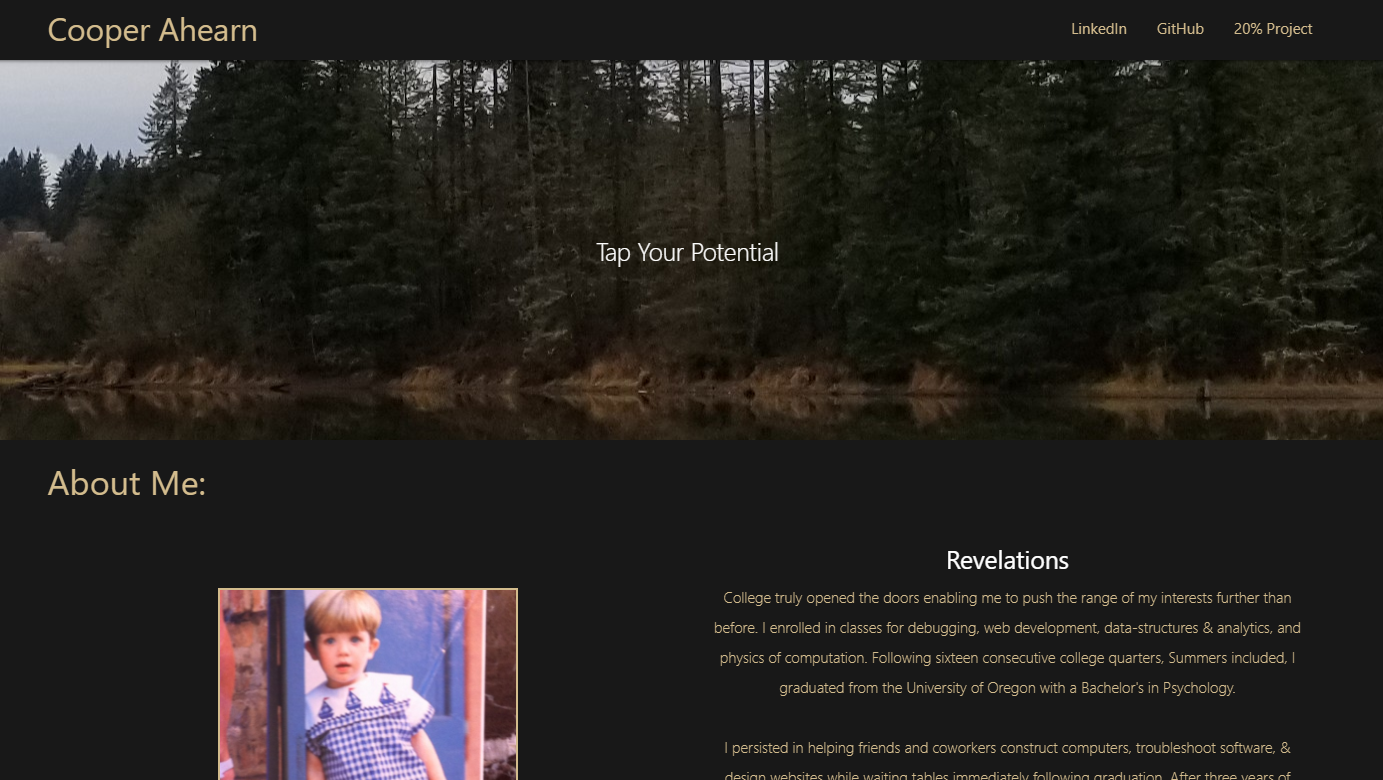 Cooper Ahearn
LinkedIn GitHub 20% Project
Tap Your Potential
About Me:
Revelations
College truly opened the doors enabling me to push the range of my interests further than
before. I enrolled in classes for debugging, web development, data-structures & analytics, and
physics of computation. Following sixteen consecutive college quarters, Summers included, I
graduated from the University of Oregon with a Bachelor's in Psychology.
I persisted in helping friends and coworkers construct computers, troubleshoot software, &
design websites while waiting tables immediately following graduation. After three years of